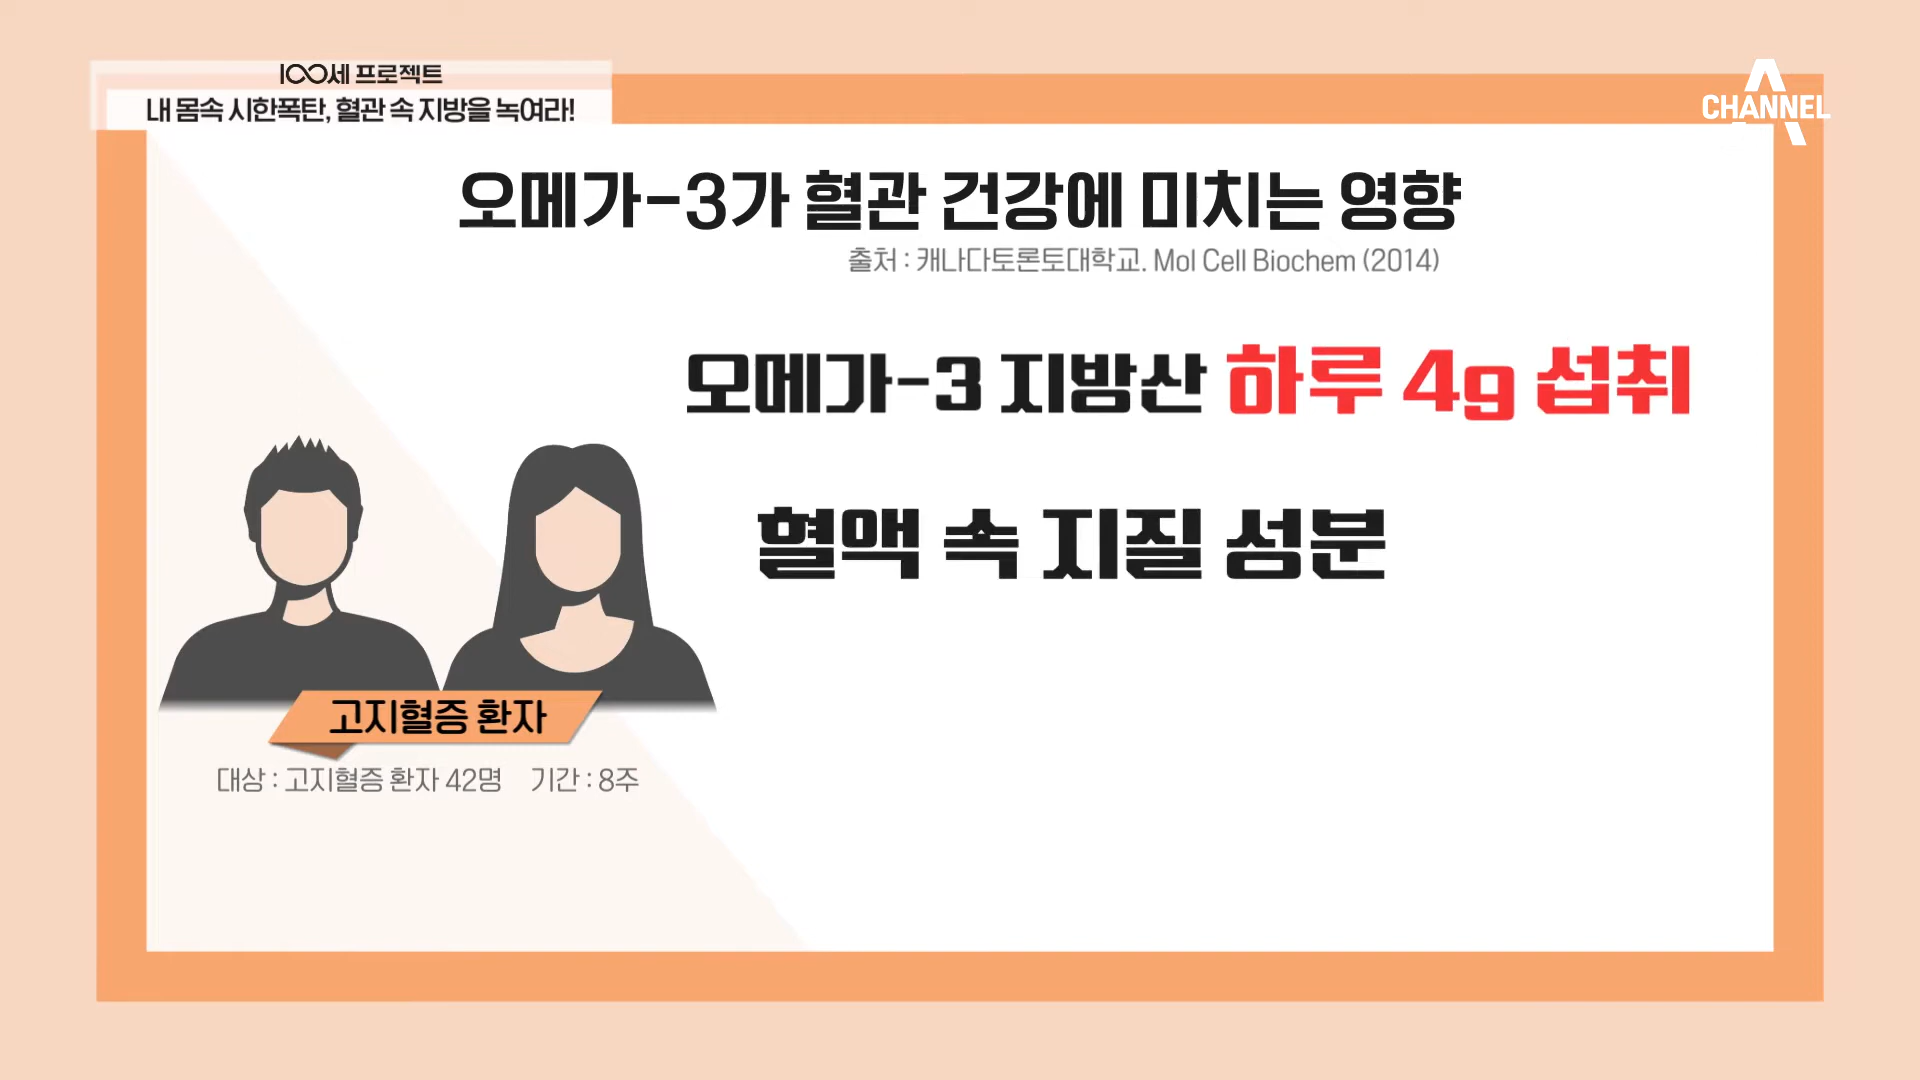 100세 프로젝트
내 몸속 시한폭탄, 혈관 속 지방을 녹여라!
CHANNEL A
오메가-3가 혈관 건강에 미치는 영향
출처 : 캐나다토론토대학교. Mol Cell Biochem (2014)
오메가-3 지방산 하루 4g 섭취
혈액 속 지질 성분
고지혈증 환자
대상 : 고지혈증 환자 42명 기간 : 8주